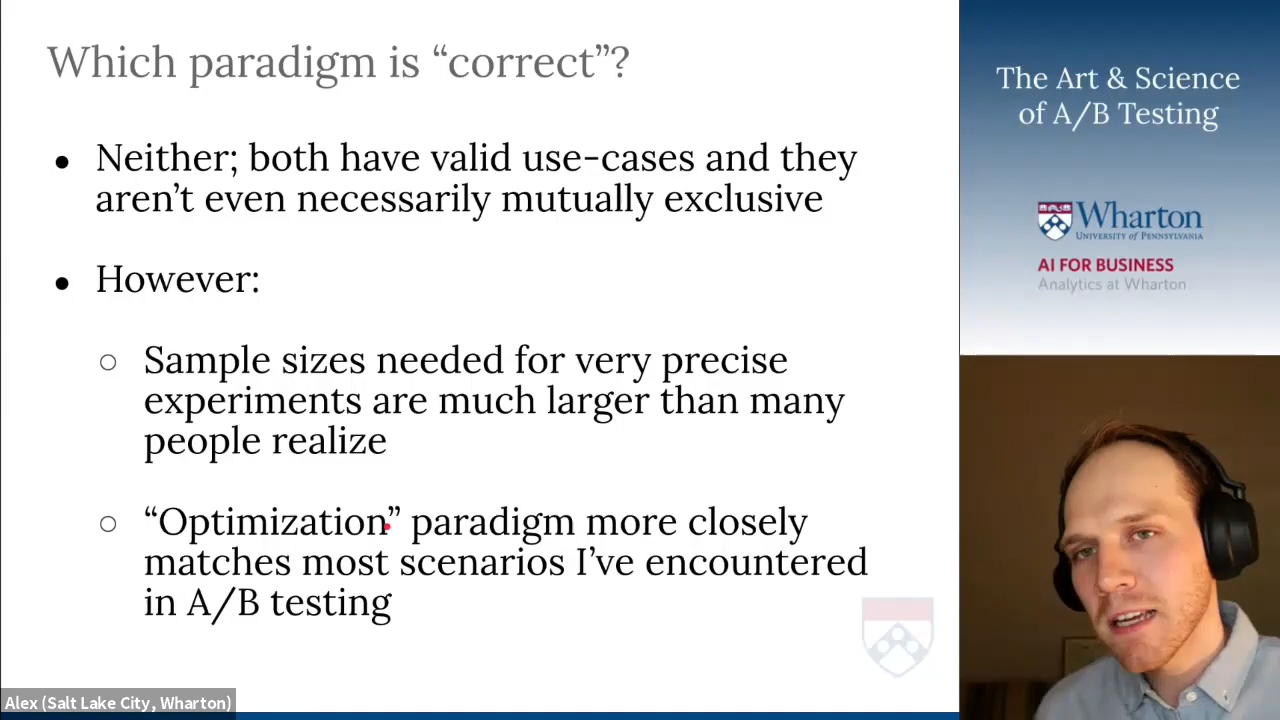 Which paradigm is “correct”?
● Neither; both have valid use-cases and they
aren’t even necessarily mutually exclusive
● However:
○ Sample sizes needed for very precise
experiments are much larger than many
people realize
○ “Optimization” paradigm more closely
matches most scenarios I’ve encountered
in A/B testing
The Art & Science
of A/B Testing
Wharton
UNIVERSITY of PENNSYLVANIA
AI FOR BUSINESS
Analytics at Wharton
Alex (Salt Lake City, Wharton)